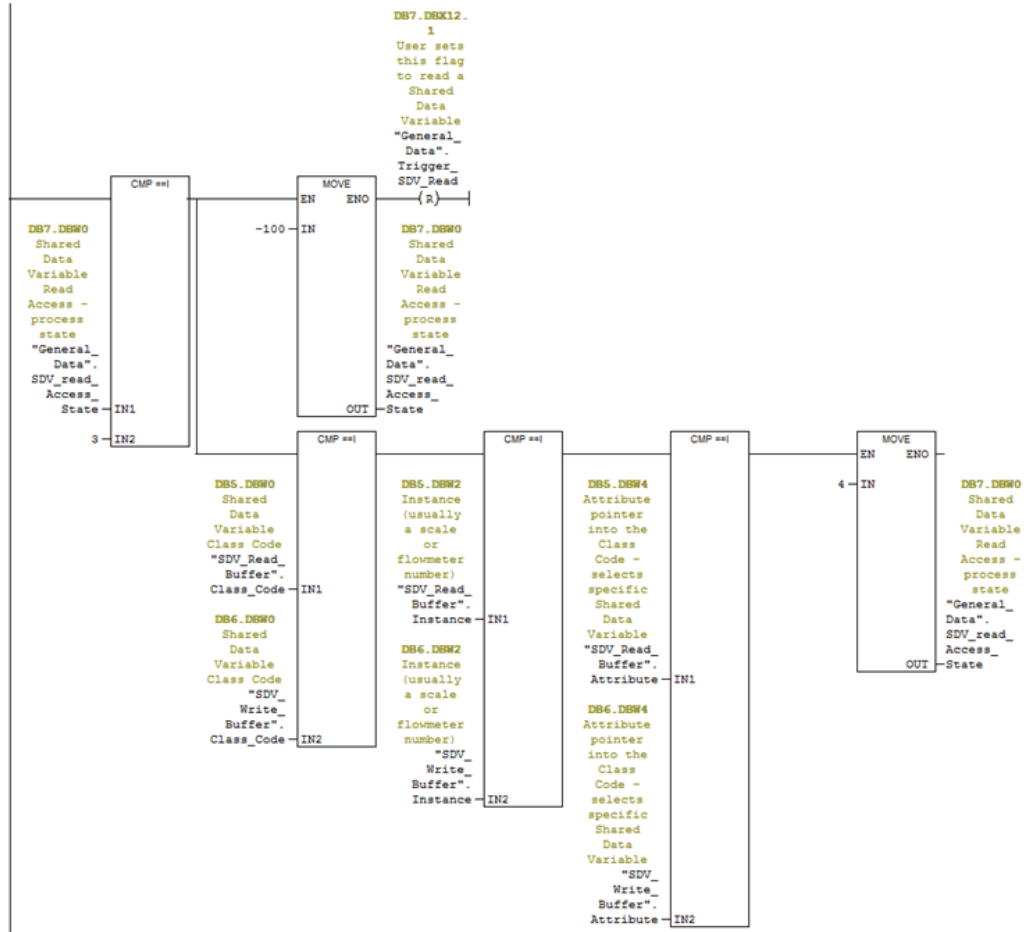 DB7.DBX12.
1
User sets
this flag
to read a
Shared
Data
Variable
"General_
Data".
Trigger_
SDV_Read
(R)
CMP ==I
MOVE
EN ENO
-100 IN
DB7.DBW0
Shared
Data
Variable
Read
Access -
process
state
"General_
Data".
SDV_read_
Access_
State IN1
3 IN2
DB7.DBW0
Shared
Data
Variable
Read
Access -
process
state
"General_
Data".
SDV_read_
Access_
OUT State
CMP ==I
DB5.DBW0
Shared
Data
Variable
Class Code
"SDV_Read_
Buffer".
Class_Code IN1
DB6.DBW0
Shared
Data
Variable
Class Code
"SDV_
Write_
Buffer".
Class_Code IN2
CMP ==I
DB5.DBW2
Instance
(usually
a scale
or
flowmeter
number)
"SDV_Read_
Buffer".
Instance IN1
DB6.DBW2
Instance
(usually
a scale
or
flowmeter
number)
"SDV_
Write_
Buffer".
Instance IN2
CMP ==I
DB5.DBW4
Attribute
pointer
into the
Class
Code -
selects
specific
Shared
Data
Variable
"SDV_Read_
Buffer".
Attribute IN1
DB6.DBW4
Attribute
pointer
into the
Class
Code -
selects
specific
Shared
Data
Variable
"SDV_
Write_
Buffer".
Attribute IN2
MOVE
EN ENO
4 IN
DB7.DBW0
Shared
Data
Variable
Read
Access -
process
state
"General_
Data".
SDV_read_
Access_
OUT State